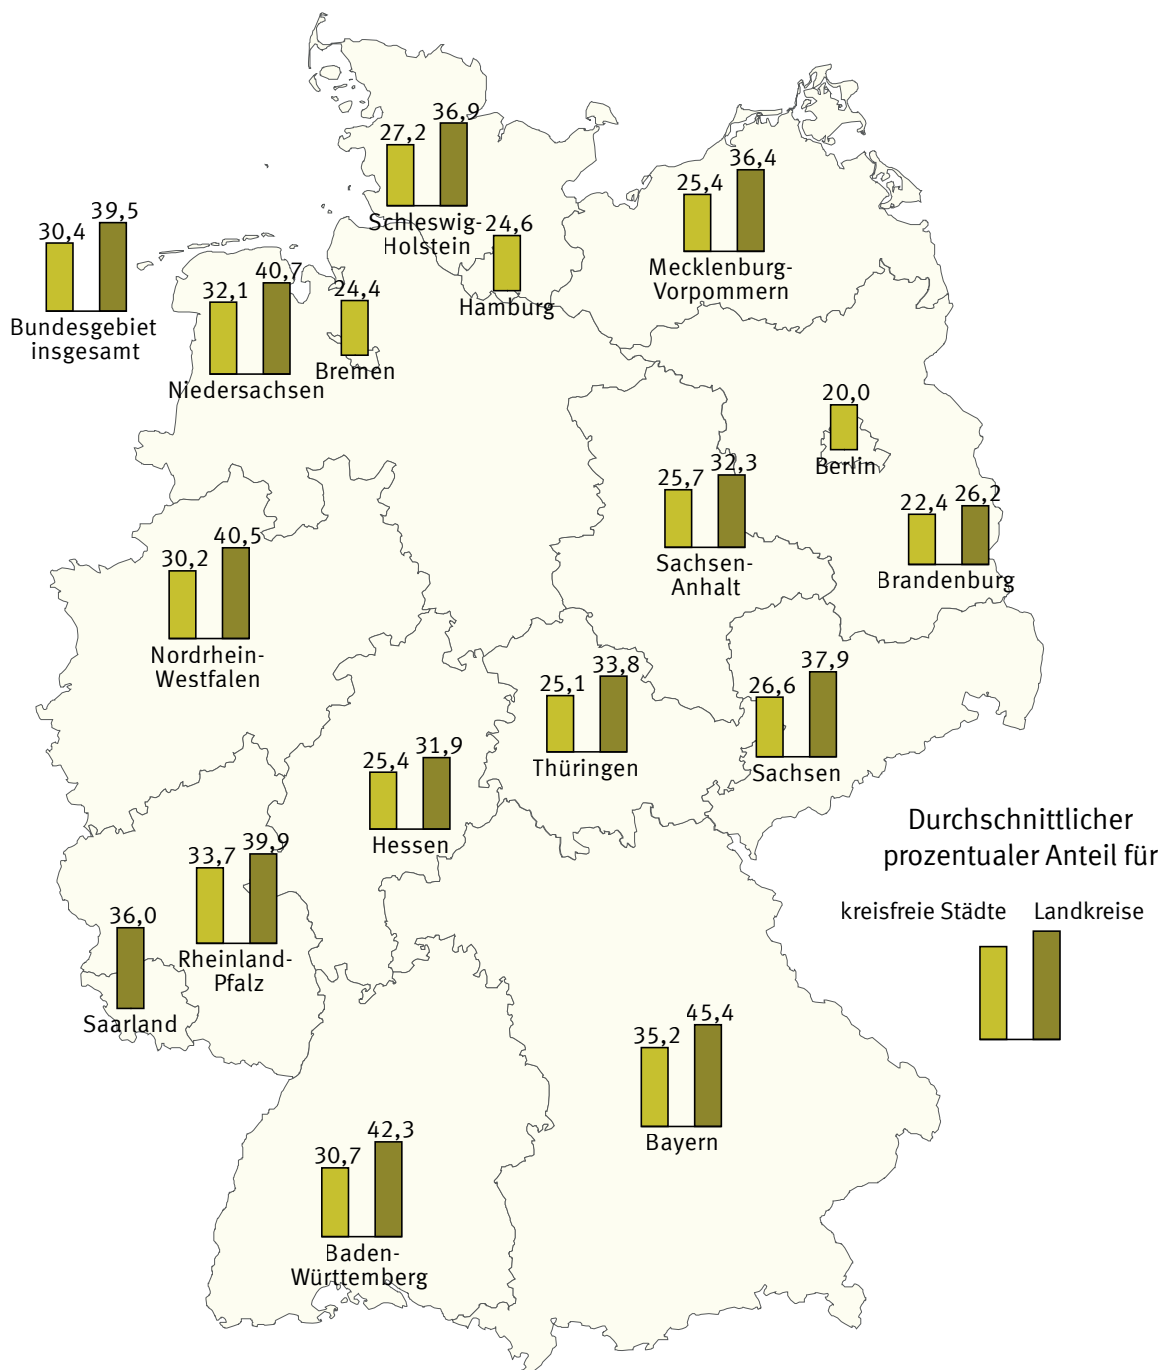 36,9
27,2
Schleswig-
Holstein
36,4
25,4
Mecklenburg-
Vorpommern
39,5
30,4
Bundesgebiet
insgesamt
24,6
Hamburg
40,7
32,1
Niedersachsen
24,4
Bremen
20,0
Berlin
32,3
25,7
Sachsen-
Anhalt
26,2
22,4
Brandenburg
40,5
30,2
Nordrhein-
Westfalen
33,8
25,1
Thüringen
37,9
26,6
Sachsen
31,9
25,4
Hessen
Durchschnittlicher
prozentualer Anteil für
kreisfreie Städte Landkreise
39,9
33,7
Rheinland-
Pfalz
36,0
Saarland
45,4
35,2
Bayern
42,3
30,7
Baden-
Württemberg